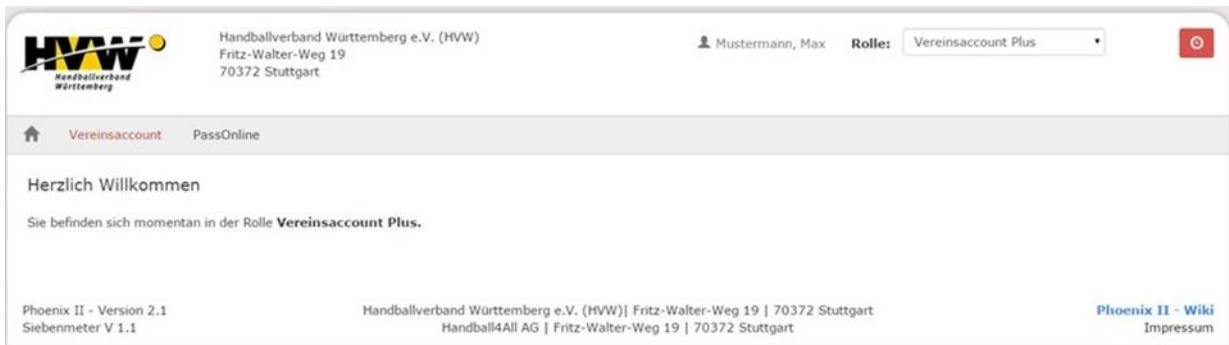 HVW
Handballverband
Württemberg
Handballverband Württemberg e.V. (HVW)
Fritz-Walter-Weg 19
70372 Stuttgart
Mustermann, Max Rolle: Vereinsaccount Plus
Vereinsaccount PassOnline
Herzlich Willkommen
Sie befinden sich momentan in der Rolle Vereinsaccount Plus.
Phoenix II - Version 2.1
Siebenmeter V 1.1
Handballverband Württemberg e.V. (HVW)| Fritz-Walter-Weg 19 | 70372 Stuttgart
Handball4All AG | Fritz-Walter-Weg 19 | 70372 Stuttgart
Phoenix II - Wiki
Impressum